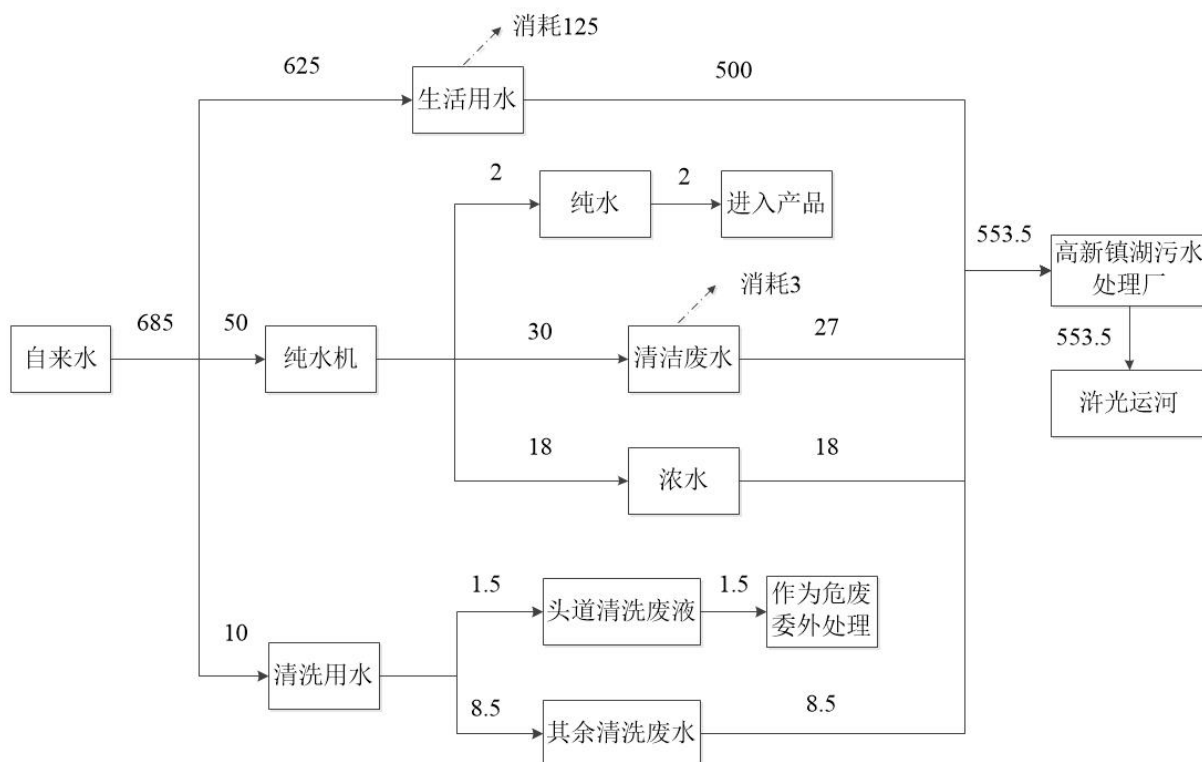 消耗125
625
生活用水
500
2
纯水
2
进入产品
553.5
高新镇湖污水
处理厂
消耗3
685
50
30
27
553.5
自来水
纯水机
清洁废水
浒光运河
18
18
浓水
1.5
头道清洗废液
1.5
作为危废
委外处理
10
清洗用水
8.5
其余清洗废水
8.5